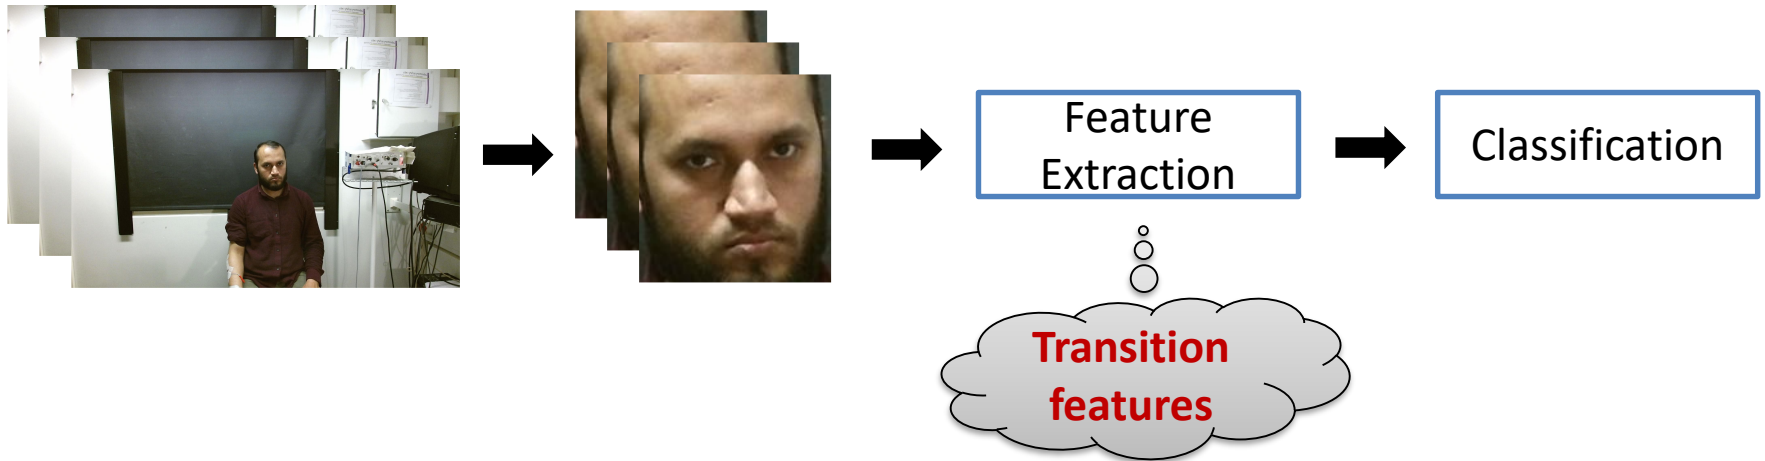 Feature
Extraction
Classification
Transition
features